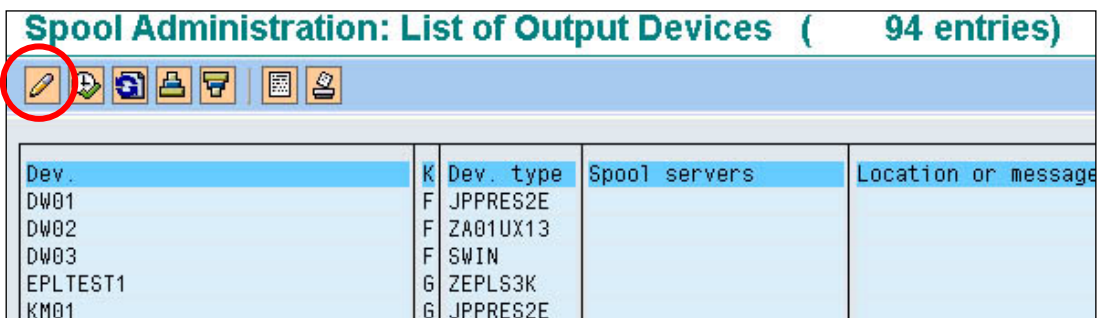 Spool Administration: List of Output Devices ( 94 entries)
Dev. K Dev. type Spool servers Location or message
DW01 F JPPRES2E
DW02 F ZA01UX13
DW03 F SWIN
EPLTEST1 G ZEPLS3K
KM01 G JPPRES2E